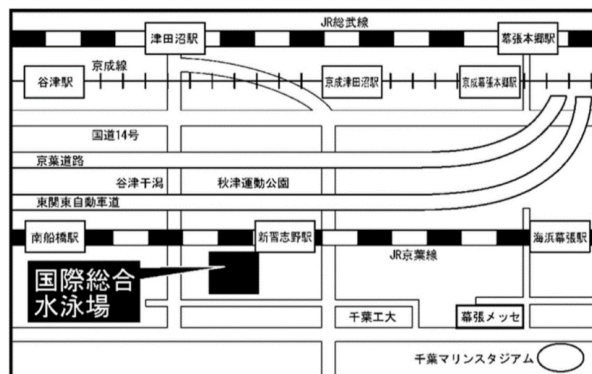 JR総武線
津田沼駅
幕張本郷駅
京成線
谷津駅
京成津田沼駅
京成幕張本郷駅
国道14号
京葉道路
谷津干潟
秋津運動公園
東関東自動車道
南船橋駅
新習志野駅
海浜幕張駅
JR京葉線
国際総合
水泳場
千葉工大
幕張メッセ
千葉マリンスタジアム